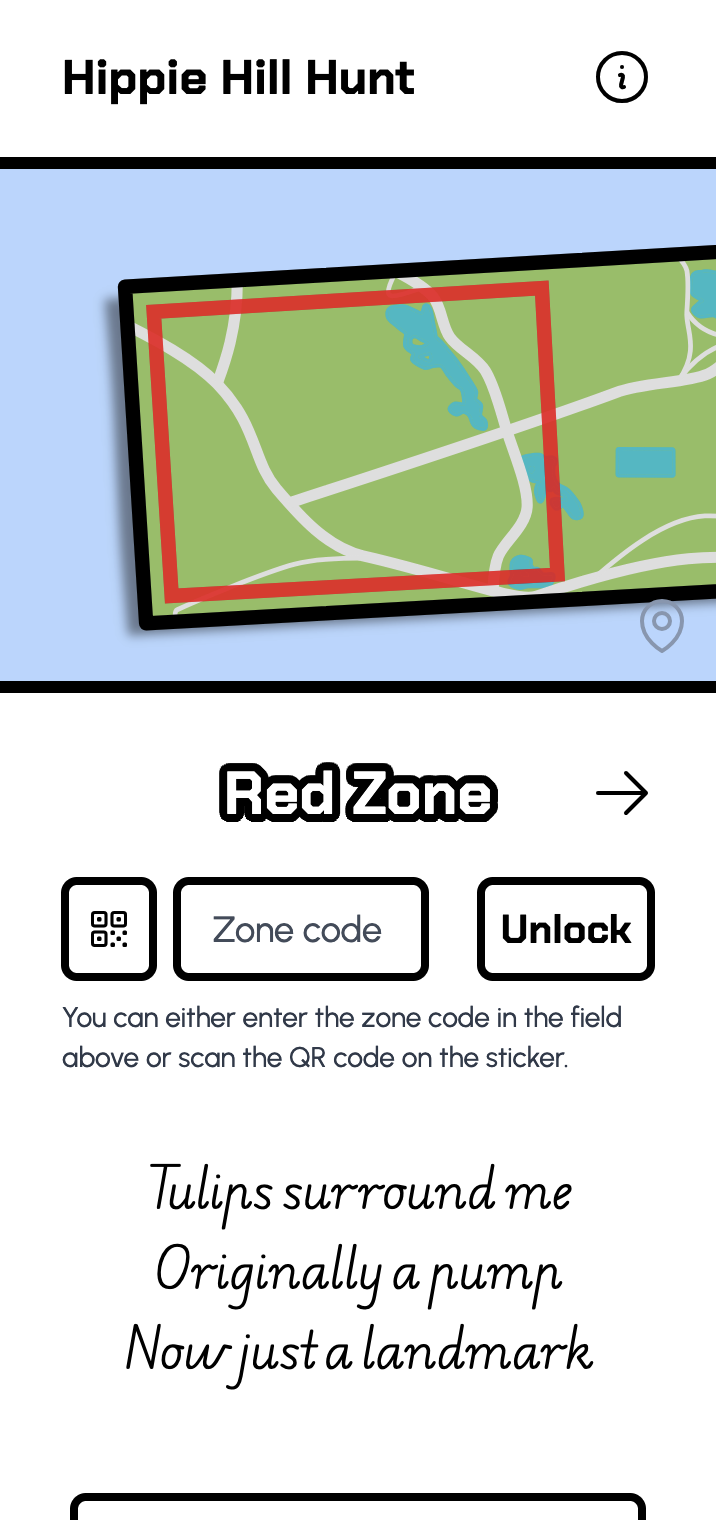 Hippie Hill Hunt
Red Zone
Zone code
Unlock
You can either enter the zone code in the field
above or scan the QR code on the sticker.
Tulips surround me
Originally a pump
Now just a landmark